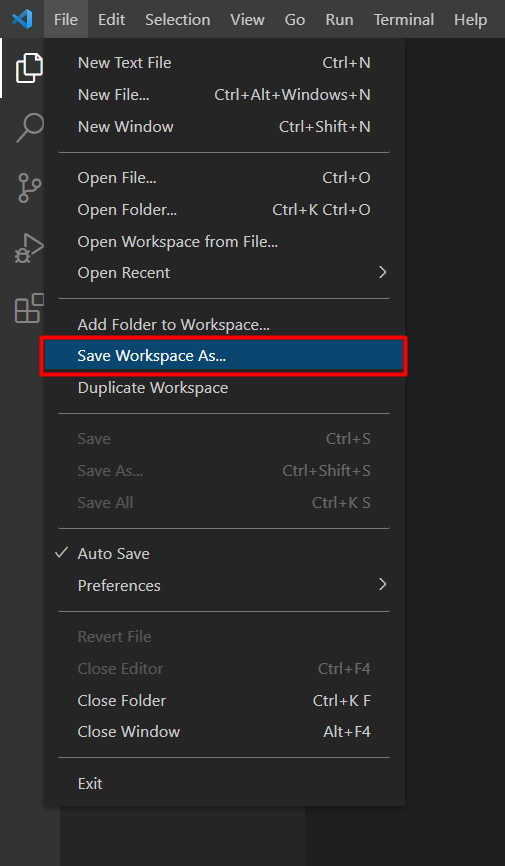 File Edit Selection View Go Run Terminal Help
New Text File Ctrl+N
New File... Ctrl+Alt+Windows+N
New Window Ctrl+Shift+N
Open File... Ctrl+O
Open Folder... Ctrl+K Ctrl+O
Open Workspace from File...
Open Recent
Add Folder to Workspace...
Save Workspace As...
Duplicate Workspace
Save Ctrl+S
Save As... Ctrl+Shift+S
Save All Ctrl+K S
Auto Save
Preferences
Revert File
Close Editor Ctrl+F4
Close Folder Ctrl+K F
Close Window Alt+F4
Exit